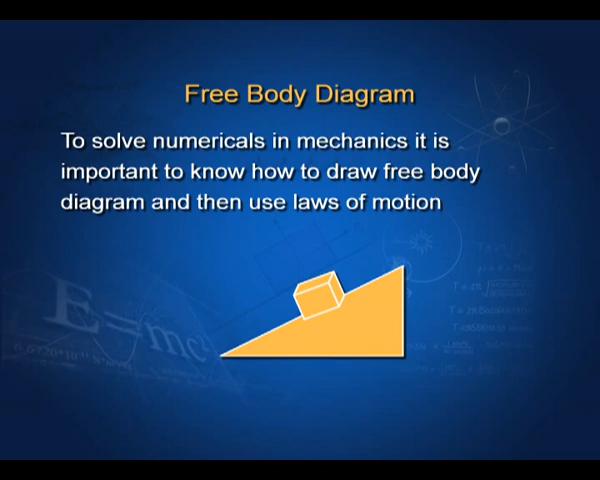 Free Body Diagram
To solve numericals in mechanics it is
important to know how to draw free body
diagram and then use laws of motion
E=mc²